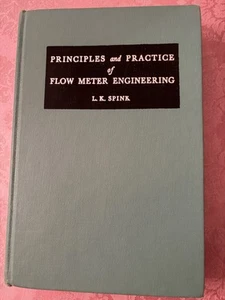 PRINCIPLES and PRACTICE
of
FLOW METER ENGINEERING
L. K. SPINK